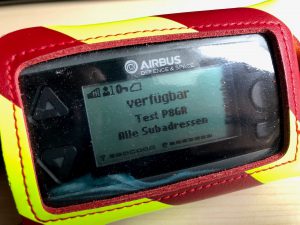 AIRBUS
DEFENCE & SPACE
verfügbar
Test P8GR
Alle Subadressen